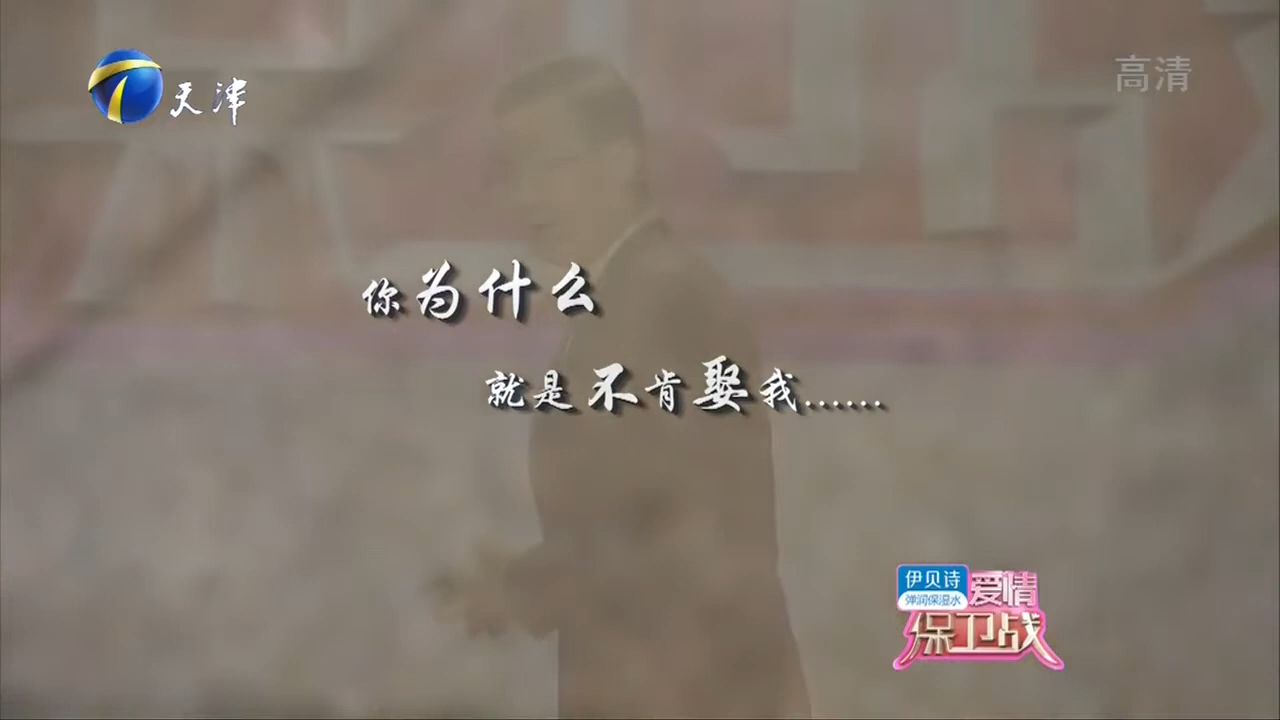 天津
高清
你为什么
就是不肯娶我......
伊贝诗
弹润保湿水
爱情
保卫战